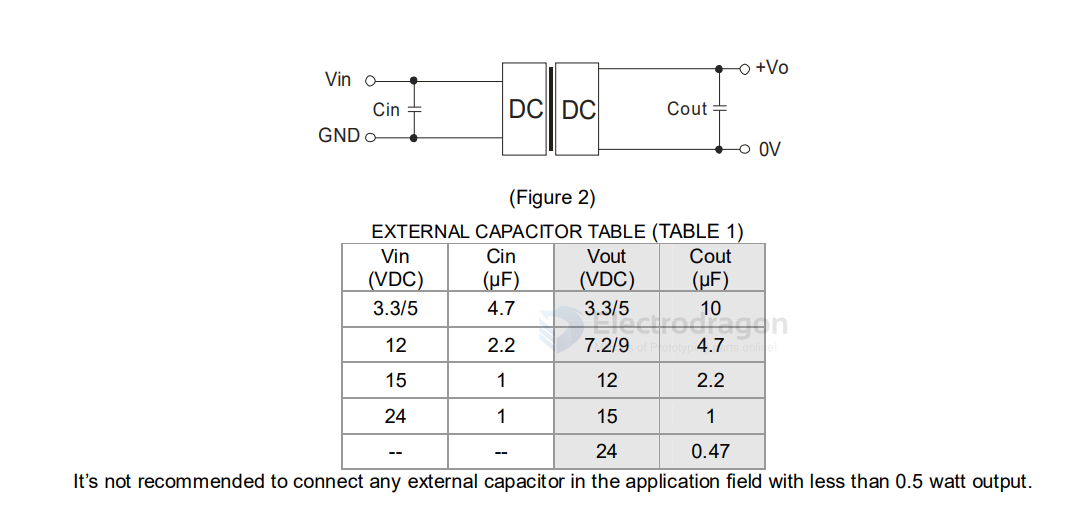 Vin
Cin
GND
DC DC
Cout
+Vo
0V
(Figure 2)
EXTERNAL CAPACITOR TABLE (TABLE 1)
Vin (VDC) Cin (µF) Vout (VDC) Cout (µF)
3.3/5 4.7 3.3/5 10
Electrodragon
12 2.2 7.2/9 4.7
15 1 12 2.2
24 1 15 1
-- -- 24 0.47
It’s not recommended to connect any external capacitor in the application field with less than 0.5 watt output.